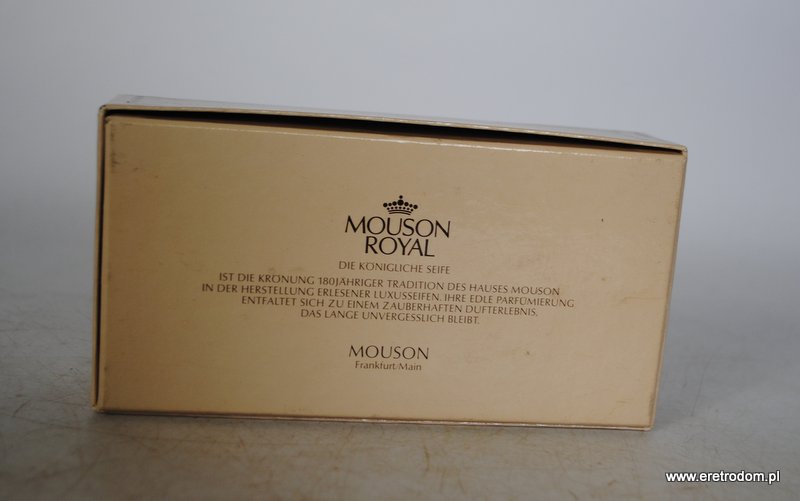 MOUSON
ROYAL
DIE KÖNIGLICHE SEIFE
IST DIE KRÖNUNG 180JÄHRIGER TRADITION DES HAUSES MOUSON
IN DER HERSTELLUNG ERLESENER LUXUSSEIFEN. IHRE EDLE PARFÜMIERUNG
ENTFALTET SICH ZU EINEM ZAUBERHAFTEN DUFTERLEBNIS,
DAS LANGE UNVERGESSLICH BLEIBT.
MOUSON
Frankfurt/Main
www.eretrodom.pl